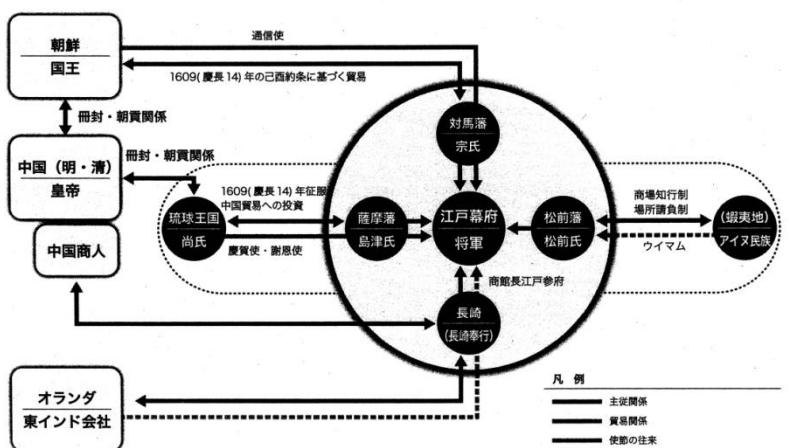 朝鮮
国王
通信使
1609(慶長14)年の己酉約条に基づく貿易
冊封・朝貢関係
対馬藩
宗氏
中国(明・清)
皇帝
冊封・朝貢関係
中国商人
琉球王国
尚氏
1609(慶長14)年征服
中国貿易への投資
慶賀使・謝恩使
薩摩藩
島津氏
江戸幕府
将軍
松前藩
松前氏
商場知行制
場所請負制
ウイマム
(蝦夷地)
アイヌ民族
商館長江戸参府
長崎
(長崎奉行)
オランダ
東インド会社
凡 例
主従関係
貿易関係
使節の往来